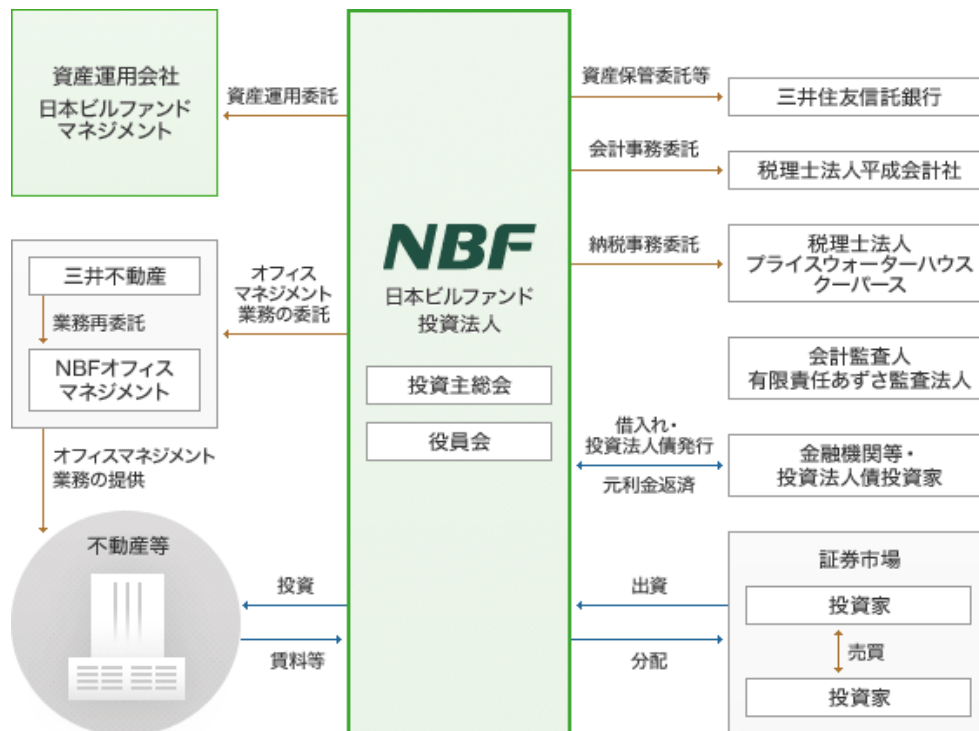 資産運用会社
日本ビルファンド
マネジメント
資産運用委託
三井不動産
業務再委託
NBFオフィス
マネジメント
オフィス
マネジメント
業務の委託
オフィスマネジメント
業務の提供
不動産等
投資
賃料等
NBF
日本ビルファンド
投資法人
投資主総会
役員会
資産保管委託等
三井住友信託銀行
会計事務委託
税理士法人平成会計社
納税事務委託
税理士法人
プライスウォーターハウス
クーパース
会計監査人
有限責任あずさ監査法人
借入れ・
投資法人債発行
元利金返済
金融機関等・
投資法人債投資家
出資
分配
証券市場
投資家
売買
投資家